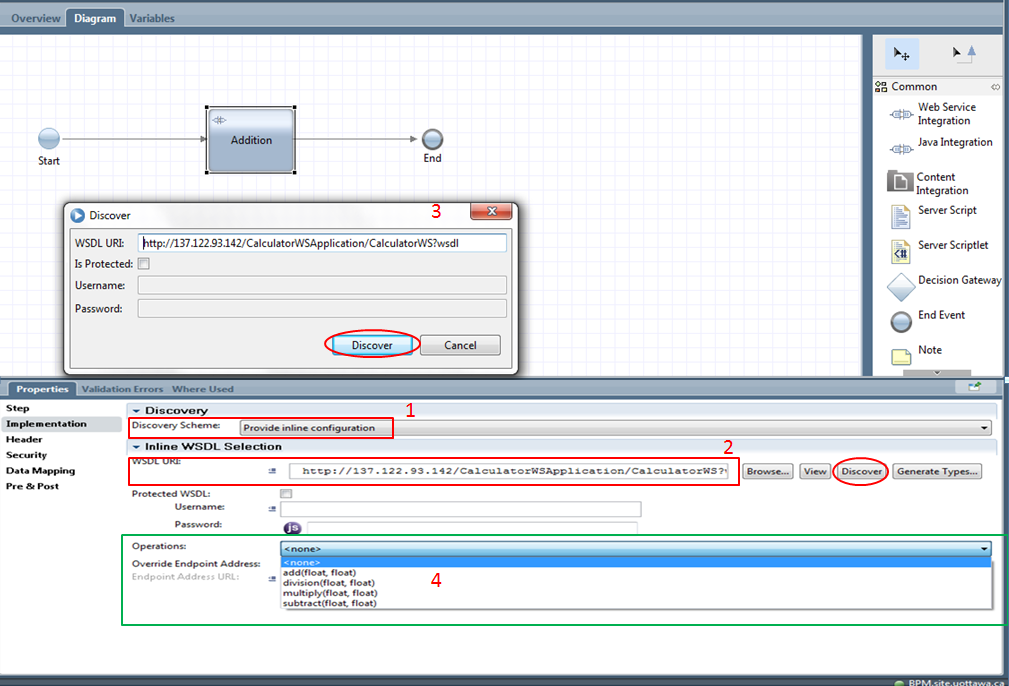 Overview Diagram Variables
Common
Web Service
Integration
Java Integration
Content
Integration
Server Script
Server Scriptlet
Decision Gateway
End Event
Note
Start
Addition
End
Discover
3
WSDL URI: http://137.122.93.142/CalculatorWSApplication/CalculatorWS?wsdl
Is Protected:
Username:
Password:
Discover Cancel
Properties Validation Errors Where Used
Step
Implementation
Header
Security
Data Mapping
Pre & Post
Discovery
1
Discovery Scheme: Provide inline configuration
Inline WSDL Selection
2
WSDL URI: http://137.122.93.142/CalculatorWSApplication/CalculatorWS?w
Browse... View Discover Generate Types...
Protected WSDL:
Username:
Password: js
Operations: <none>
Override Endpoint Address: <none>
Endpoint Address URL:
add(float, float)
division(float, float)
multiply(float, float)
subtract(float, float)
4
BPM.site.uottawa.ca